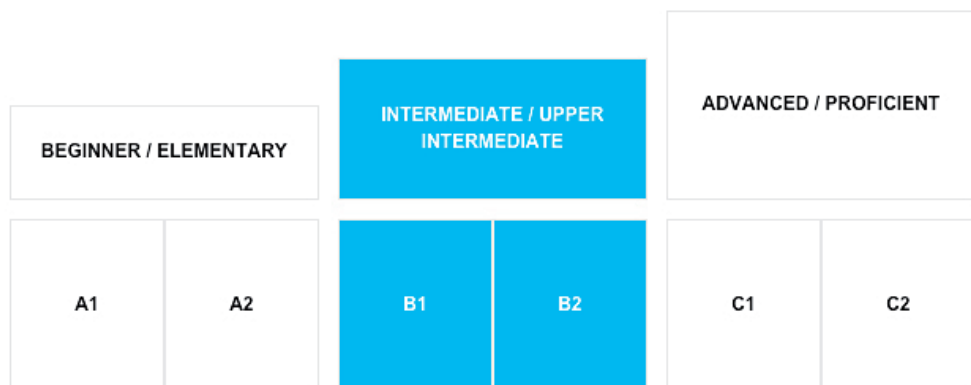 BEGINNER / ELEMENTARY
INTERMEDIATE / UPPER
INTERMEDIATE
ADVANCED / PROFICIENT
A1
A2
B1
B2
C1
C2